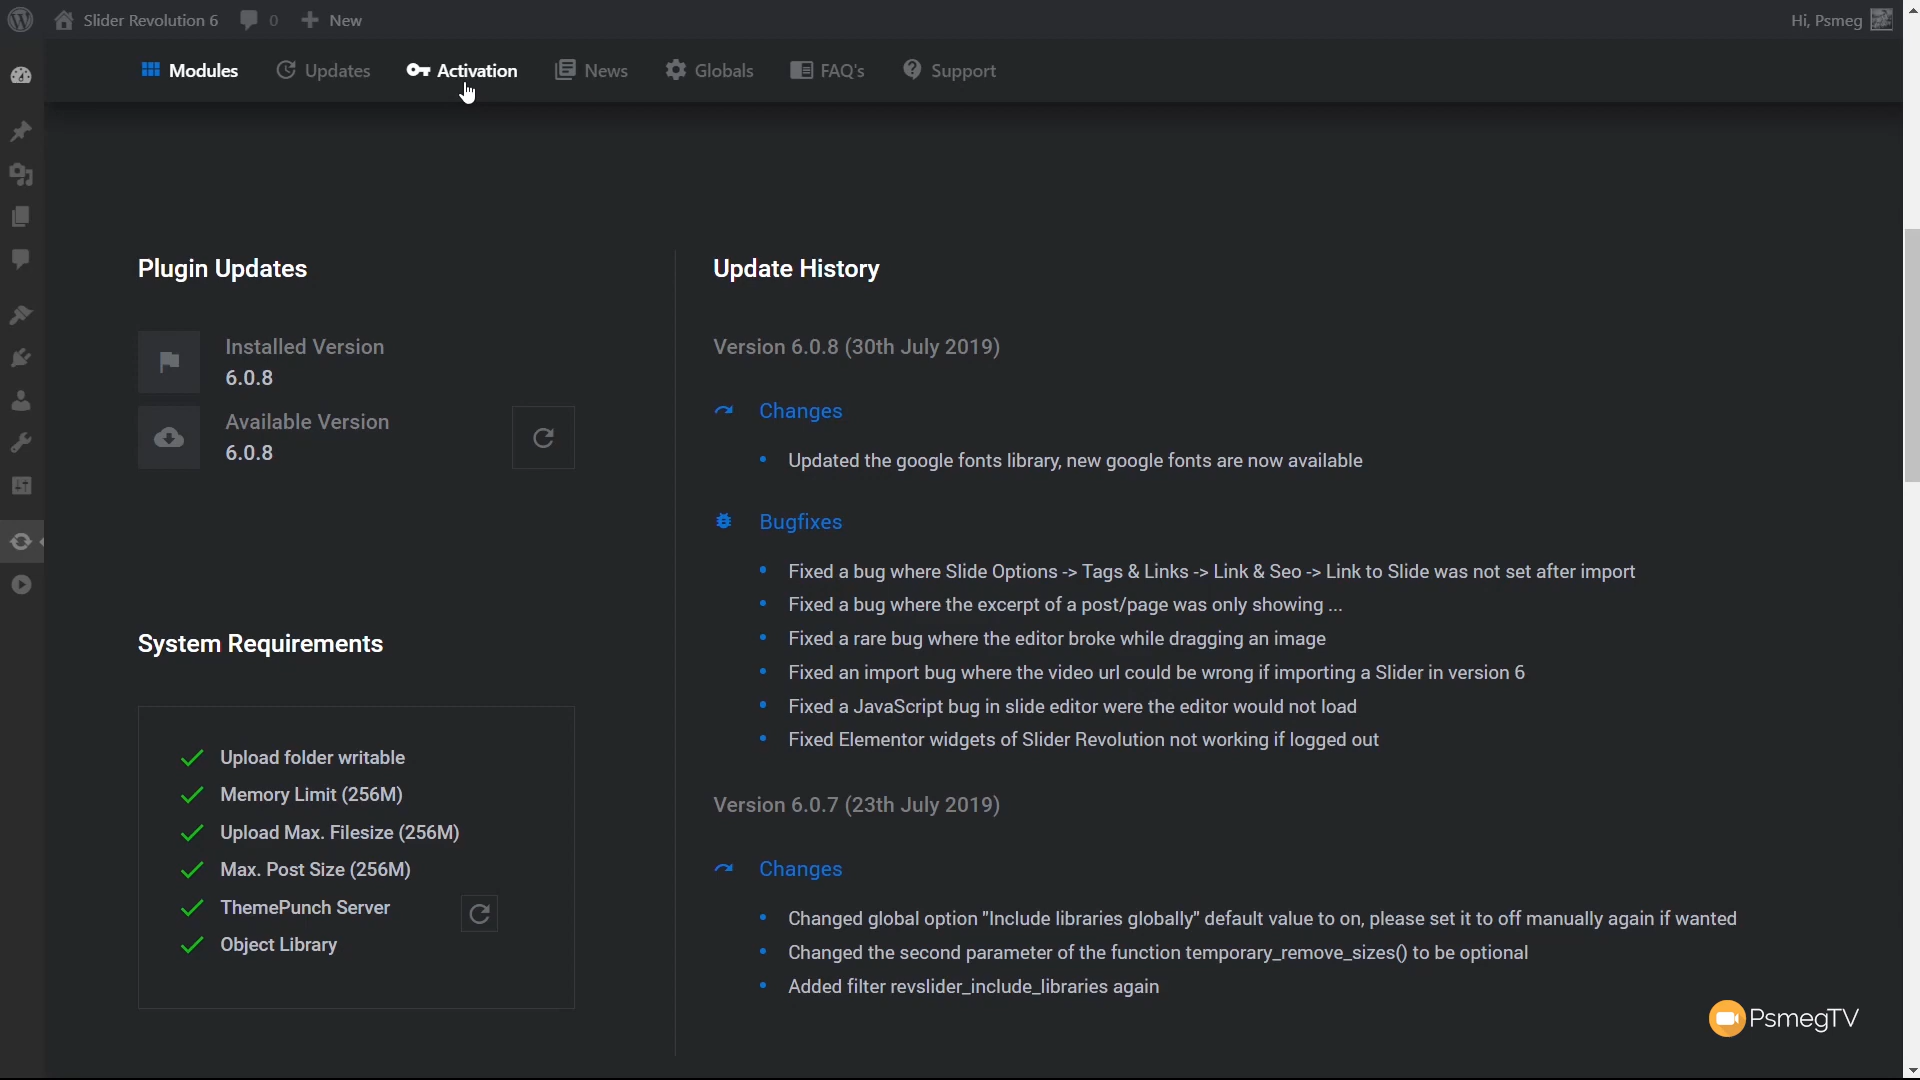 Slider Revolution 6 0 New Hi, Psmeg
Modules Updates Activation News Globals FAQ's Support
Plugin Updates
Installed Version
6.0.8
Available Version
6.0.8
System Requirements
Upload folder writable
Memory Limit (256M)
Upload Max. Filesize (256M)
Max. Post Size (256M)
ThemePunch Server
Object Library
Update History
Version 6.0.8 (30th July 2019)
Changes
Updated the google fonts library, new google fonts are now available
Bugfixes
Fixed a bug where Slide Options -> Tags & Links -> Link & Seo -> Link to Slide was not set after import
Fixed a bug where the excerpt of a post/page was only showing ...
Fixed a rare bug where the editor broke while dragging an image
Fixed an import bug where the video url could be wrong if importing a Slider in version 6
Fixed a JavaScript bug in slide editor were the editor would not load
Fixed Elementor widgets of Slider Revolution not working if logged out
Version 6.0.7 (23th July 2019)
Changes
Changed global option "Include libraries globally" default value to on, please set it to off manually again if wanted
Changed the second parameter of the function temporary_remove_sizes() to be optional
Added filter revslider_include_libraries again
PsmegTV